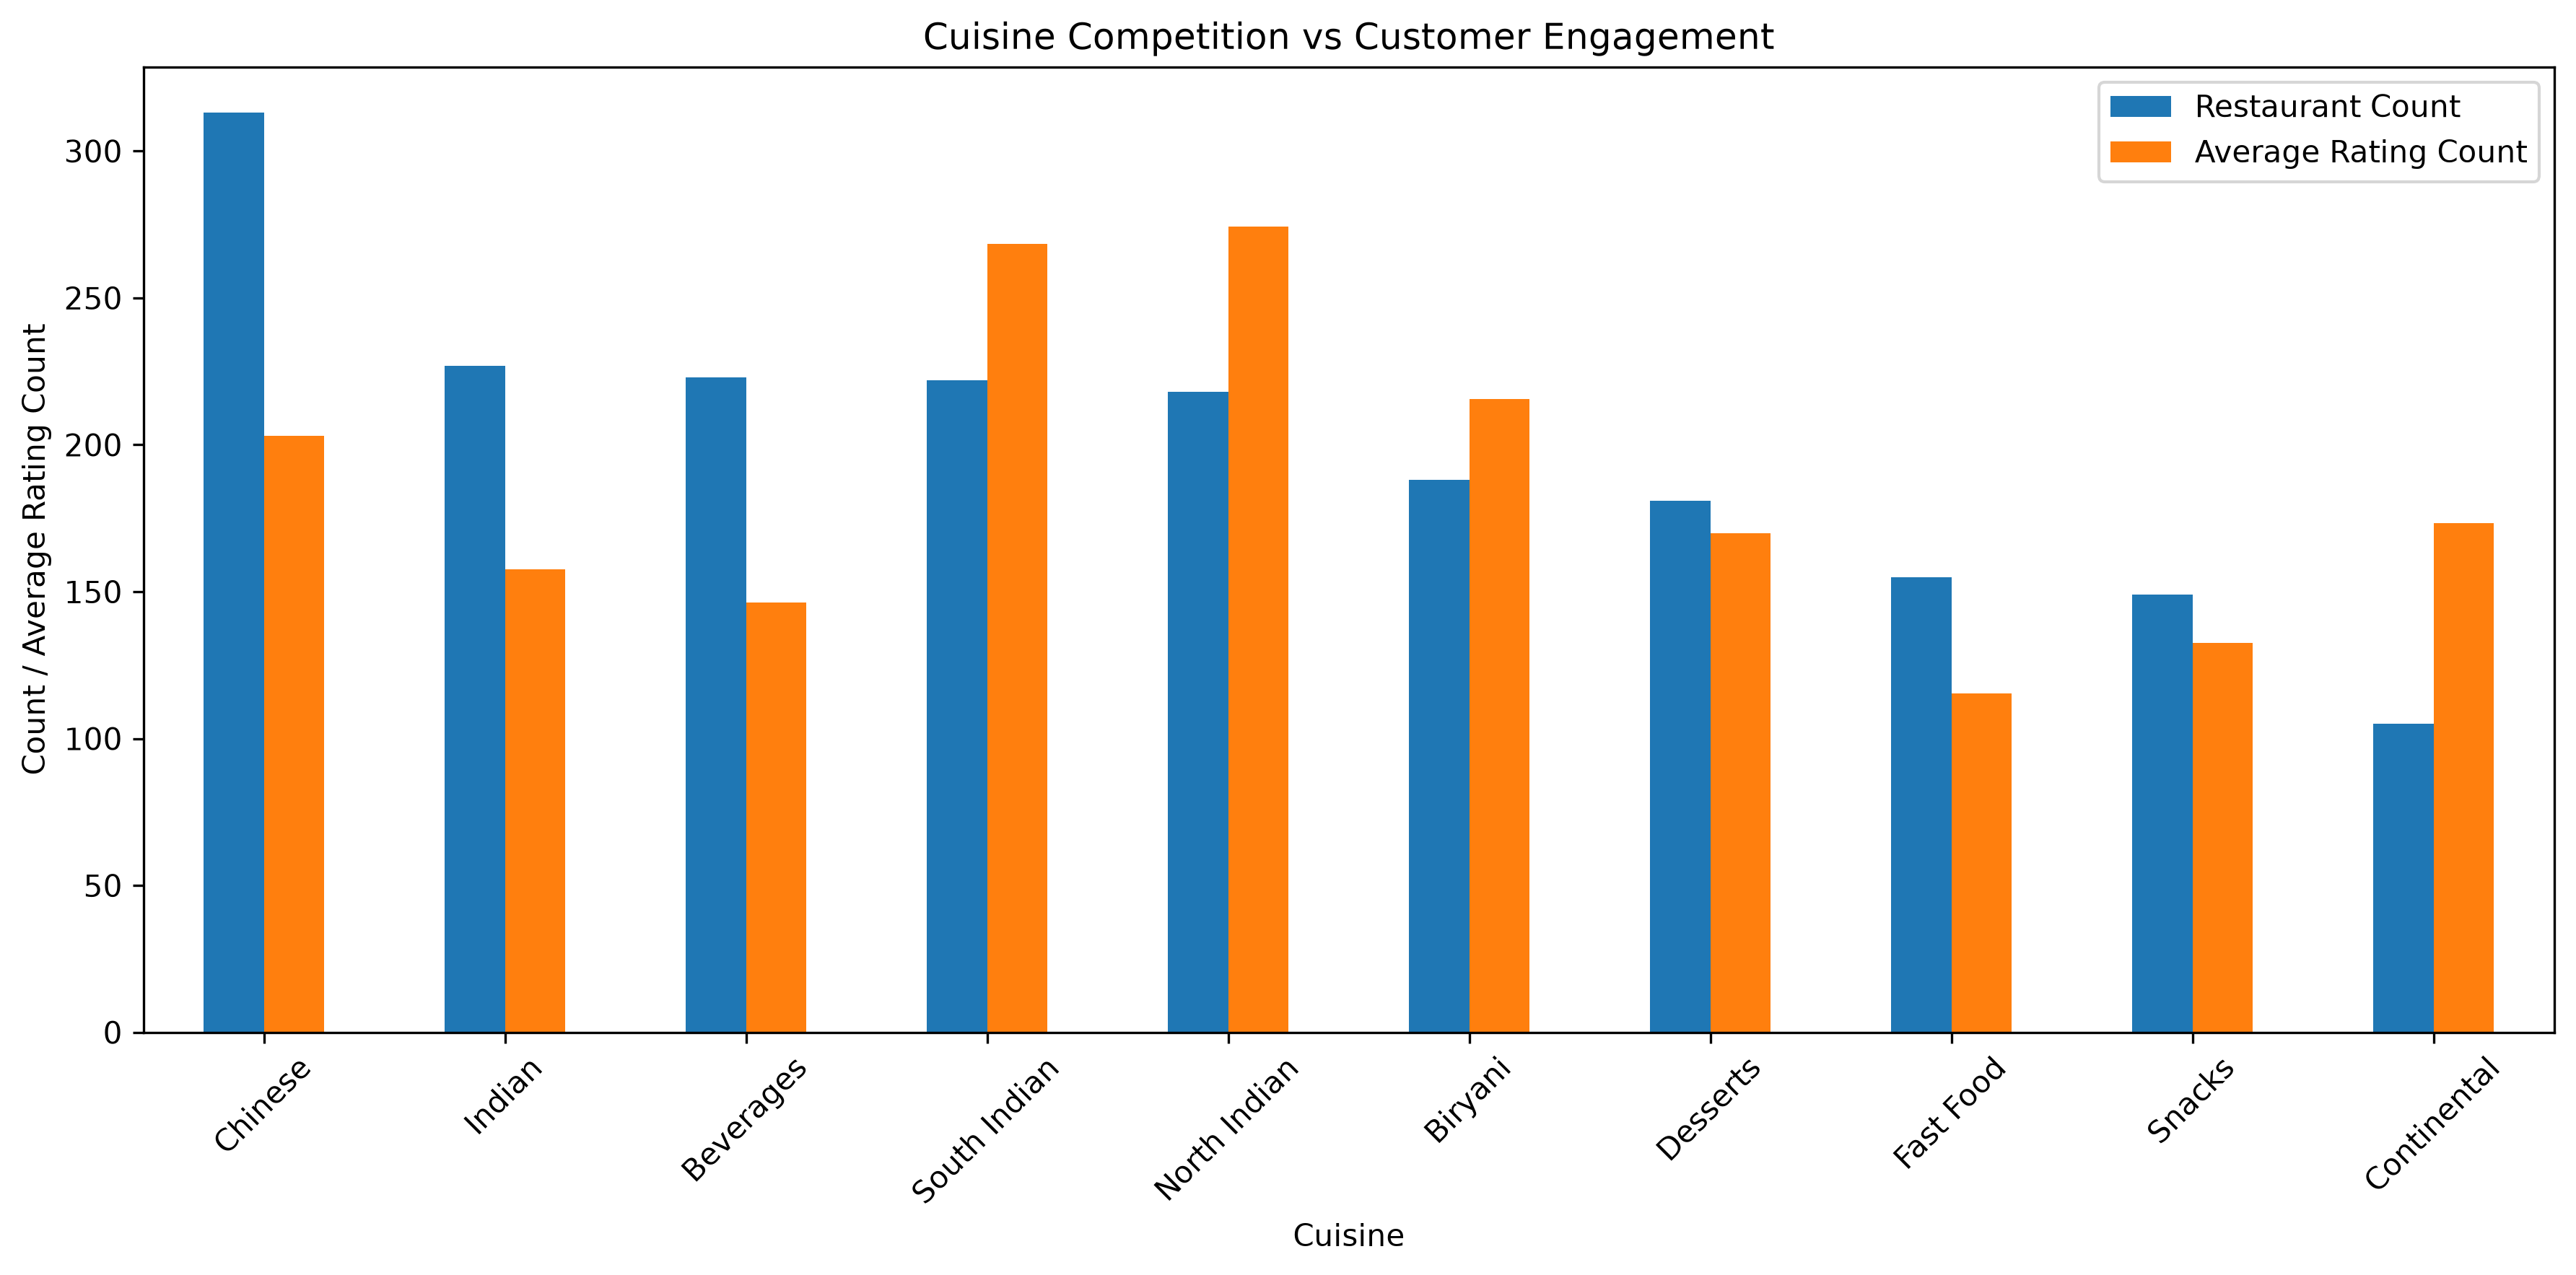 Cuisine Competition vs Customer Engagement
Restaurant Count
Average Rating Count
Count / Average Rating Count
300
250
200
150
100
50
0
Chinese
Indian
Beverages
South Indian
North Indian
Biryani
Desserts
Fast Food
Snacks
Continental
Cuisine